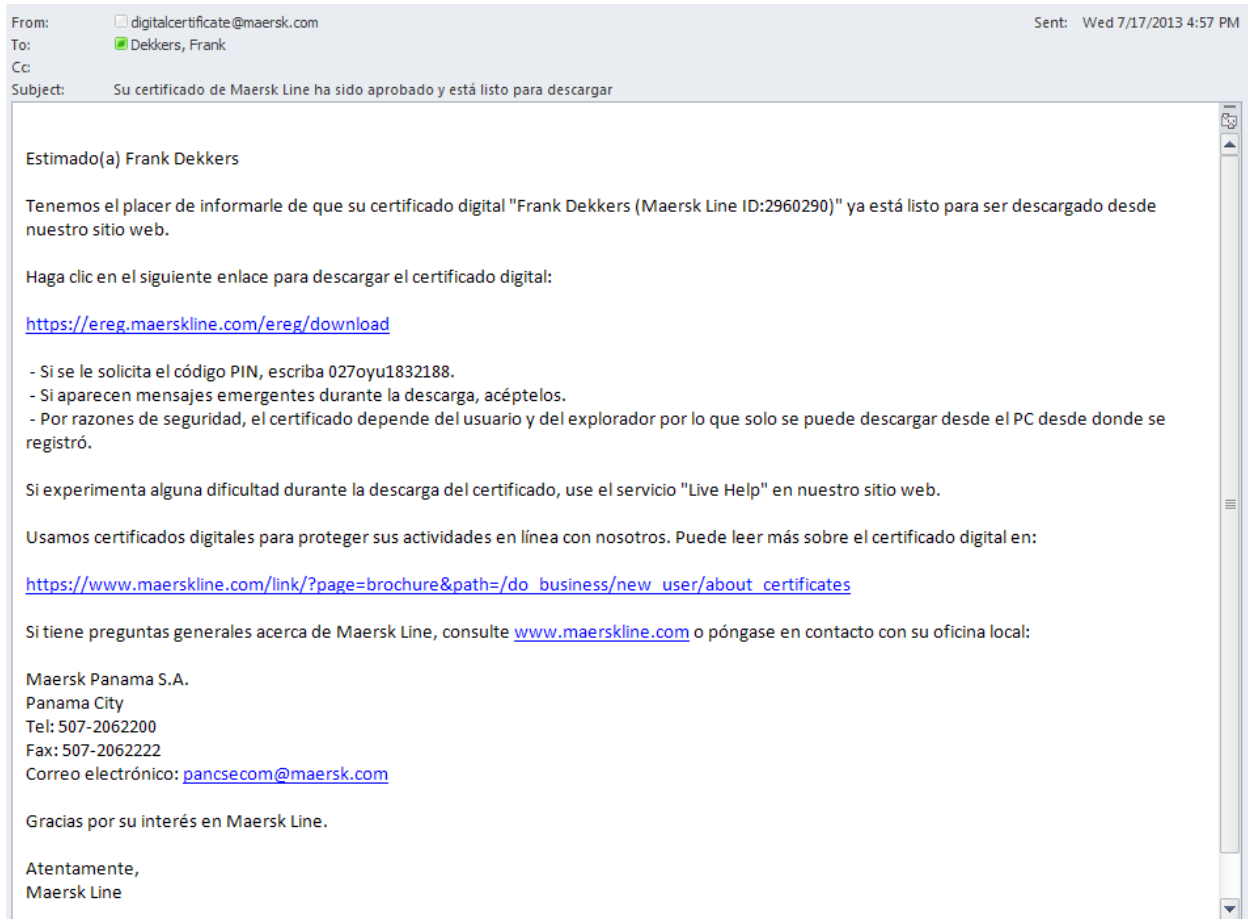 From: digitalcertificate@maersk.com Sent: Wed 7/17/2013 4:57 PM
To: Dekkers, Frank
Cc:
Subject: Su certificado de Maersk Line ha sido aprobado y está listo para descargar
Estimado(a) Frank Dekkers
Tenemos el placer de informarle de que su certificado digital "Frank Dekkers (Maersk Line ID:2960290)" ya está listo para ser descargado desde
nuestro sitio web.
Haga clic en el siguiente enlace para descargar el certificado digital:
https://ereg.maerskline.com/ereg/download
- Si se le solicita el código PIN, escriba 027oyu1832188.
- Si aparecen mensajes emergentes durante la descarga, acéptelos.
- Por razones de seguridad, el certificado depende del usuario y del explorador por lo que solo se puede descargar desde el PC desde donde se
registró.
Si experimenta alguna dificultad durante la descarga del certificado, use el servicio "Live Help" en nuestro sitio web.
Usamos certificados digitales para proteger sus actividades en línea con nosotros. Puede leer más sobre el certificado digital en:
https://www.maerskline.com/link/?page=brochure&path=/do_business/new_user/about_certificates
Si tiene preguntas generales acerca de Maersk Line, consulte www.maerskline.com o póngase en contacto con su oficina local:
Maersk Panama S.A.
Panama City
Tel: 507-2062200
Fax: 507-2062222
Correo electrónico: pancsecom@maersk.com
Gracias por su interés en Maersk Line.
Atentamente,
Maersk Line